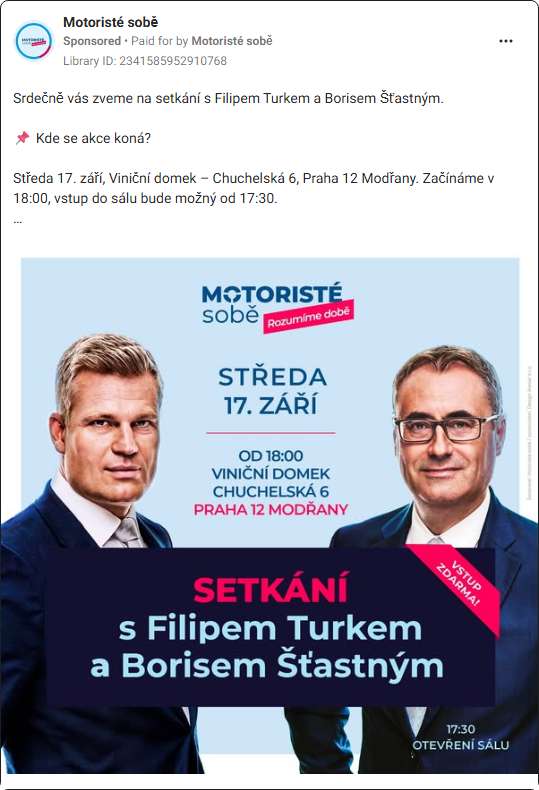 Motoristé sobě
Sponsored • Paid for by Motoristé sobě
Library ID: 2341585952910768
Srdečně vás zveme na setkání s Filipem Turkem a Borisem Šťastným.
📌 Kde se akce koná?
Středa 17. září, Viniční domek – Chuchelská 6, Praha 12 Modřany. Začínáme v
18:00, vstup do sálu bude možný od 17:30.
...
MOTORISTÉ
sobě
Rozumíme době
STŘEDA
17. ZÁŘÍ
OD 18:00
VINIČNÍ DOMEK
CHUCHELSKÁ 6
PRAHA 12 MODŘANY
VSTUP
ZDARMA!
SETKÁNÍ
s Filipem Turkem
a Borisem Šťastným
17:30
OTEVŘENÍ SÁLU